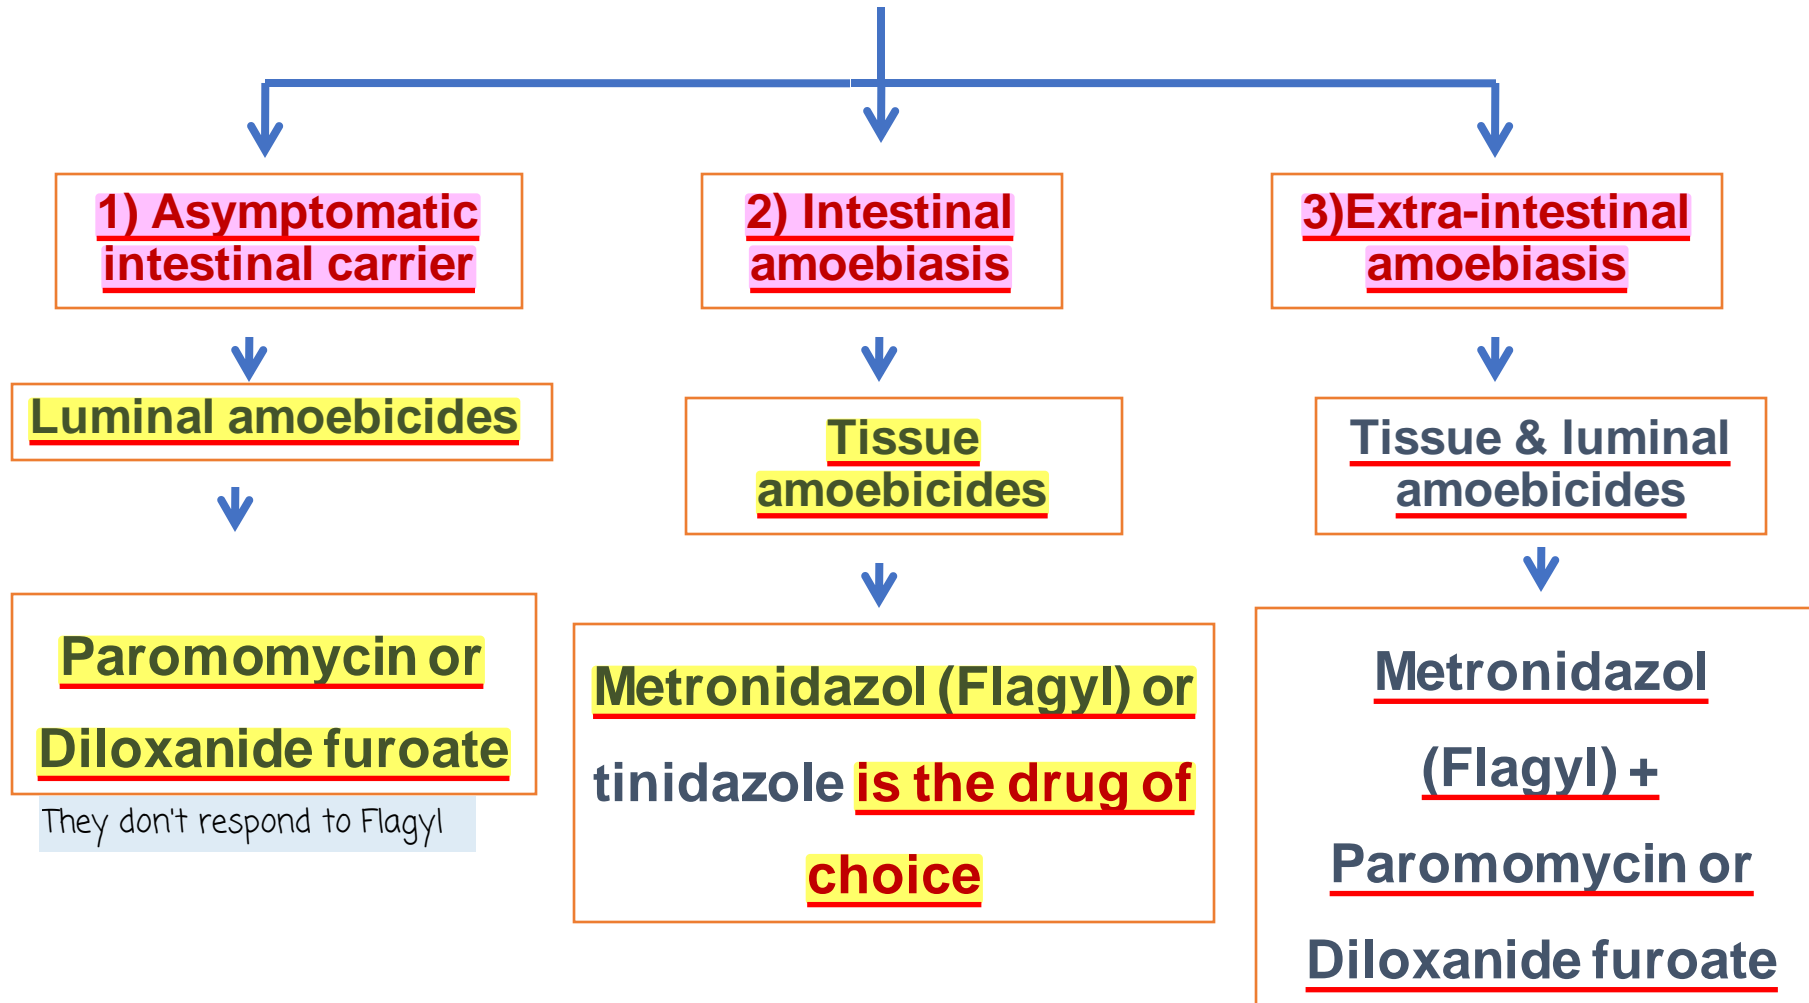 1) Asymptomatic
intestinal carrier
Luminal amoebicides
Paromomycin or
Diloxanide furoate
They don't respond to Flagyl
2) Intestinal
amoebiasis
Tissue
amoebicides
Metronidazol (Flagyl) or
tinidazole is the drug of
choice
3)Extra-intestinal
amoebiasis
Tissue & luminal
amoebicides
Metronidazol
(Flagyl) +
Paromomycin or
Diloxanide furoate